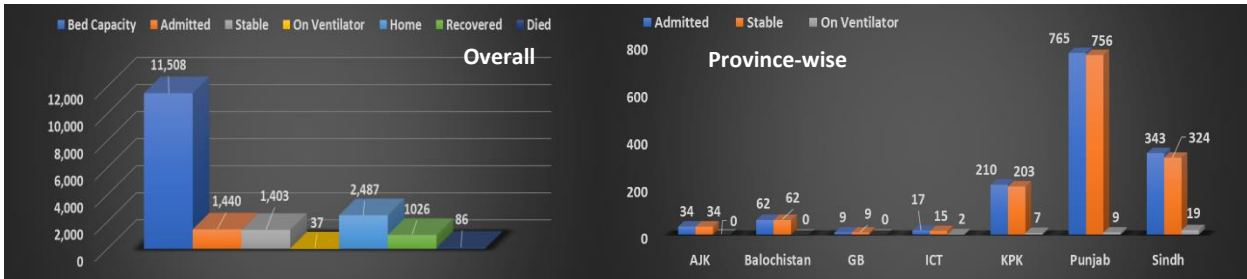 Bed Capacity Admitted Stable On Ventilator Home Recovered Died
Overall
11,508
12,000
10,000
8,000
6,000
4,000
2,000
0
1,440
1,403
37
2,487
1026
86
Admitted Stable On Ventilator
Province-wise
800
600
400
200
0
34 34 0
62 62 0
9 9 0
17 15 2
210 203 7
765 756 9
343 324 19
AJK Balochistan GB ICT KPK Punjab Sindh